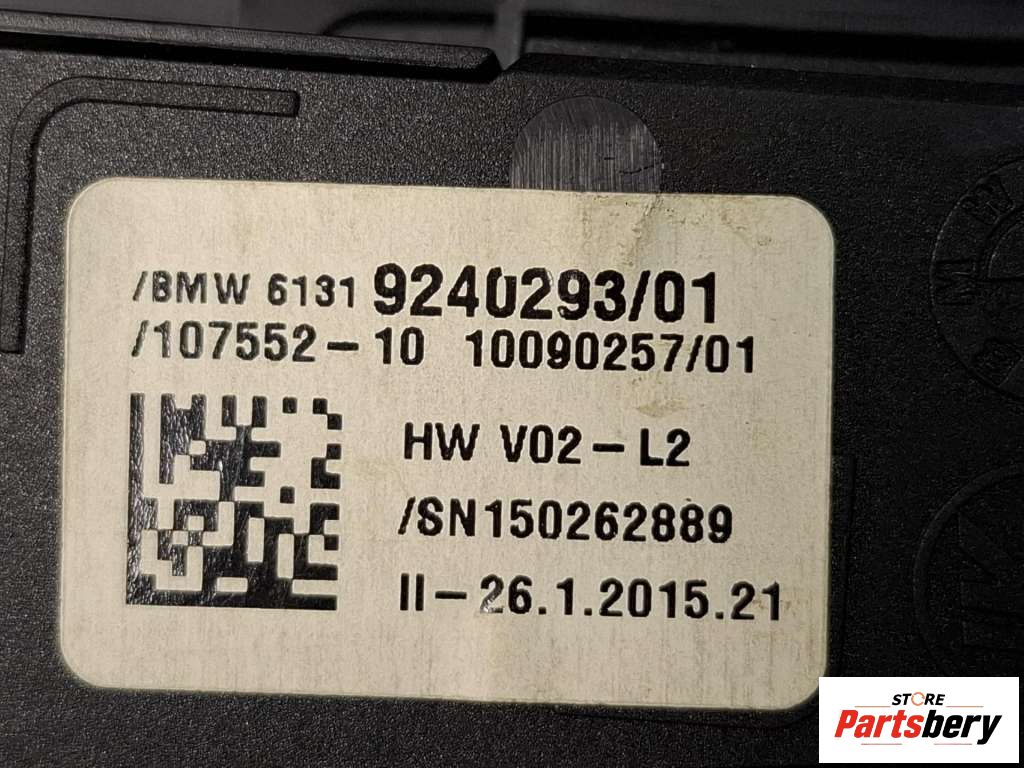 /BMW 6131 9240293/01
/107552-10 10090257/01
HW V02-L2
/SN150262889
II-26.1.2015.21
BMW
STORE
Partsbery